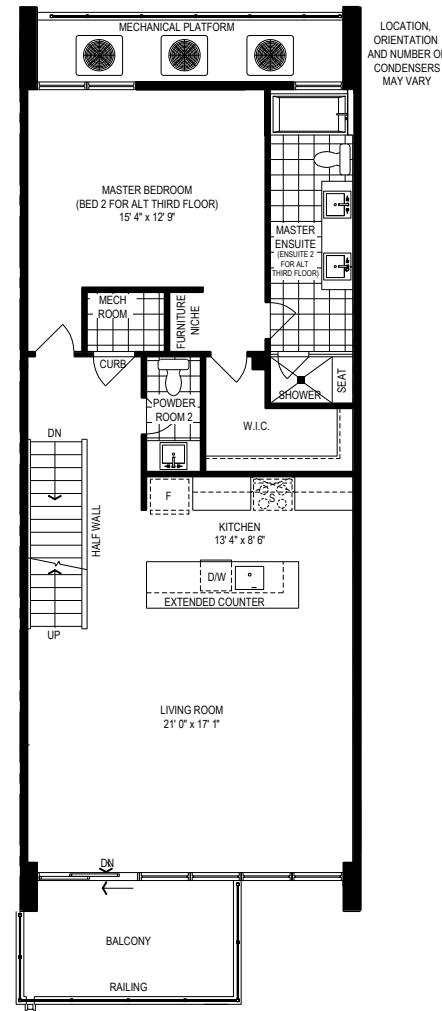 MECHANICAL PLATFORM
LOCATION,
ORIENTATION
AND NUMBER OF
CONDENSERS
MAY VARY
MASTER BEDROOM
(BED 2 FOR ALT THIRD FLOOR)
15' 4" x 12' 9"
MASTER
ENSUITE
(ENSUITE 2
FOR ALT
THIRD FLOOR)
MECH
ROOM
FURNITURE
NICHE
CURB
SHOWER
SEAT
POWDER
ROOM 2
W.I.C.
DN
HALF WALL
UP
F
S
KITCHEN
13' 4" x 8' 6"
D/W
EXTENDED COUNTER
LIVING ROOM
21' 0" x 17' 1"
DN
BALCONY
RAILING